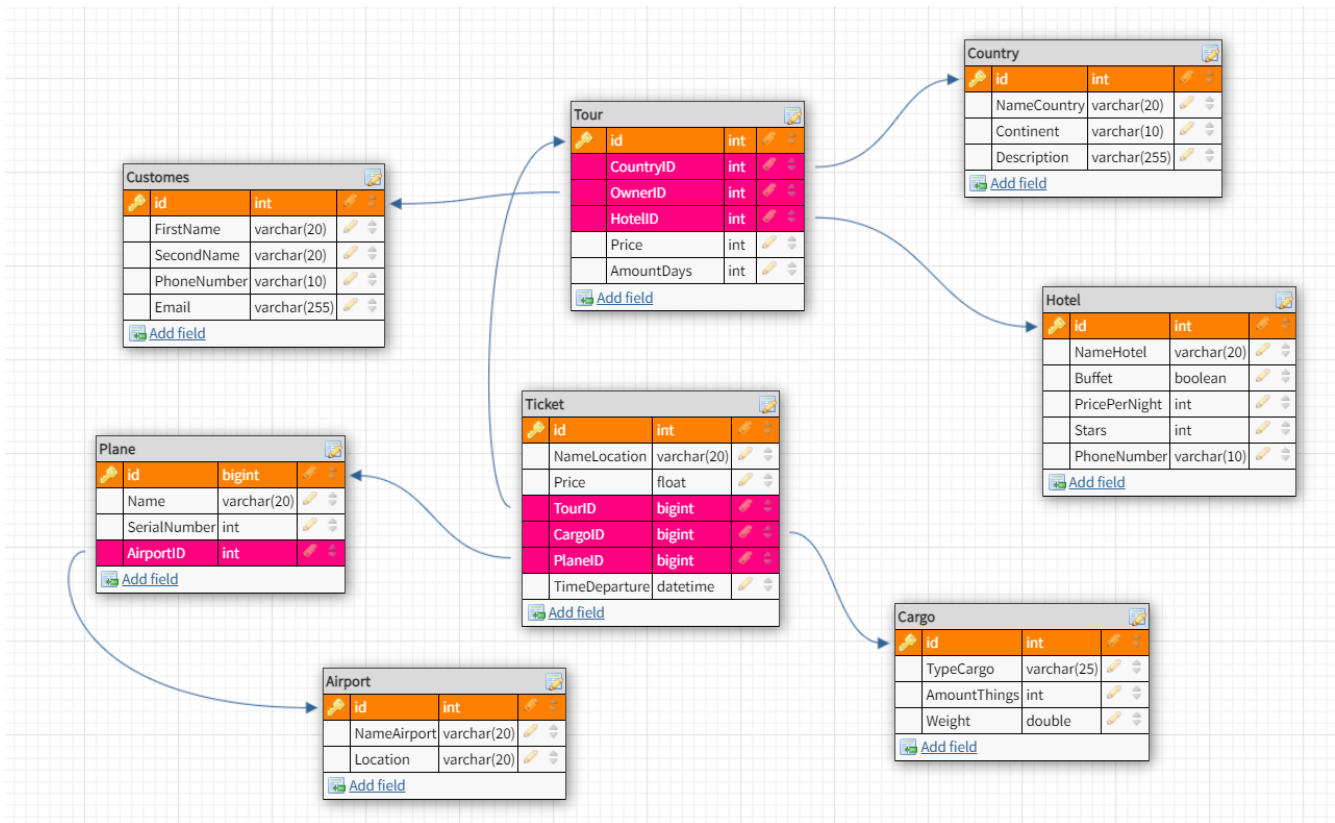 Country
id int
NameCountry varchar(20)
Continent varchar(10)
Description varchar(255)
Add field
Tour
id int
CountryID int
OwnerID int
HotelID int
Price int
AmountDays int
Add field
Customes
id int
FirstName varchar(20)
SecondName varchar(20)
PhoneNumber varchar(10)
Email varchar(255)
Add field
Hotel
id int
NameHotel varchar(20)
Buffet boolean
PricePerNight int
Stars int
PhoneNumber varchar(10)
Add field
Ticket
id int
NameLocation varchar(20)
Price float
TourID bigint
CargoID bigint
PlaneID bigint
TimeDeparture datetime
Add field
Plane
id bigint
Name varchar(20)
SerialNumber int
AirportID int
Add field
Cargo
id int
TypeCargo varchar(25)
AmountThings int
Weight double
Add field
Airport
id int
NameAirport varchar(20)
Location varchar(20)
Add field